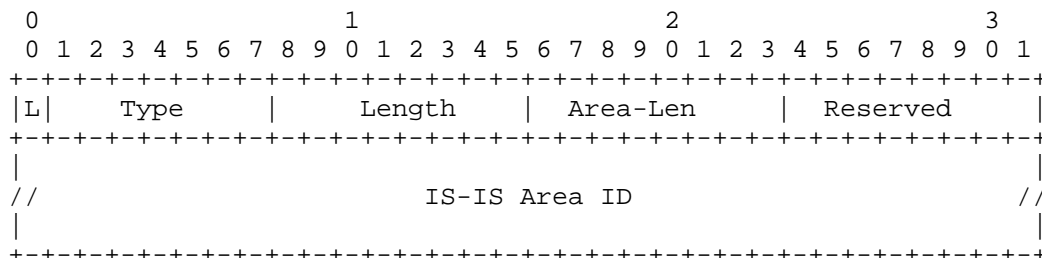 0                   1                   2                   3
 0 1 2 3 4 5 6 7 8 9 0 1 2 3 4 5 6 7 8 9 0 1 2 3 4 5 6 7 8 9 0 1
+-+-+-+-+-+-+-+-+-+-+-+-+-+-+-+-+-+-+-+-+-+-+-+-+-+-+-+-+-+-+-+-+
|L|    Type       |     Length    |  Area-Len     |  Reserved     |
+-+-+-+-+-+-+-+-+-+-+-+-+-+-+-+-+-+-+-+-+-+-+-+-+-+-+-+-+-+-+-+-+
|                                                               |
//                        IS-IS Area ID                        //
|                                                               |
+-+-+-+-+-+-+-+-+-+-+-+-+-+-+-+-+-+-+-+-+-+-+-+-+-+-+-+-+-+-+-+-+